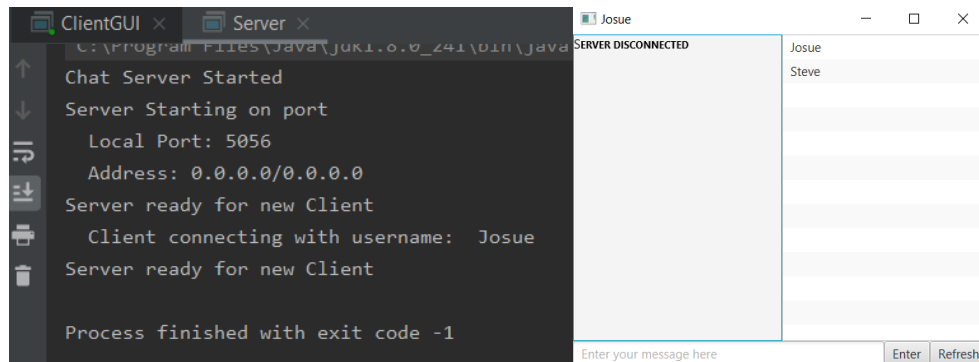 ClientGUI
Server
C:\Program Files\Java\jdk1.8.0_241\bin\java
Chat Server Started
Server Starting on port
Local Port: 5056
Address: 0.0.0.0/0.0.0.0
Server ready for new Client
Client connecting with username:  Josue
Server ready for new Client
Process finished with exit code -1
Josue
SERVER DISCONNECTED
Josue
Steve
Enter your message here
Enter
Refresh